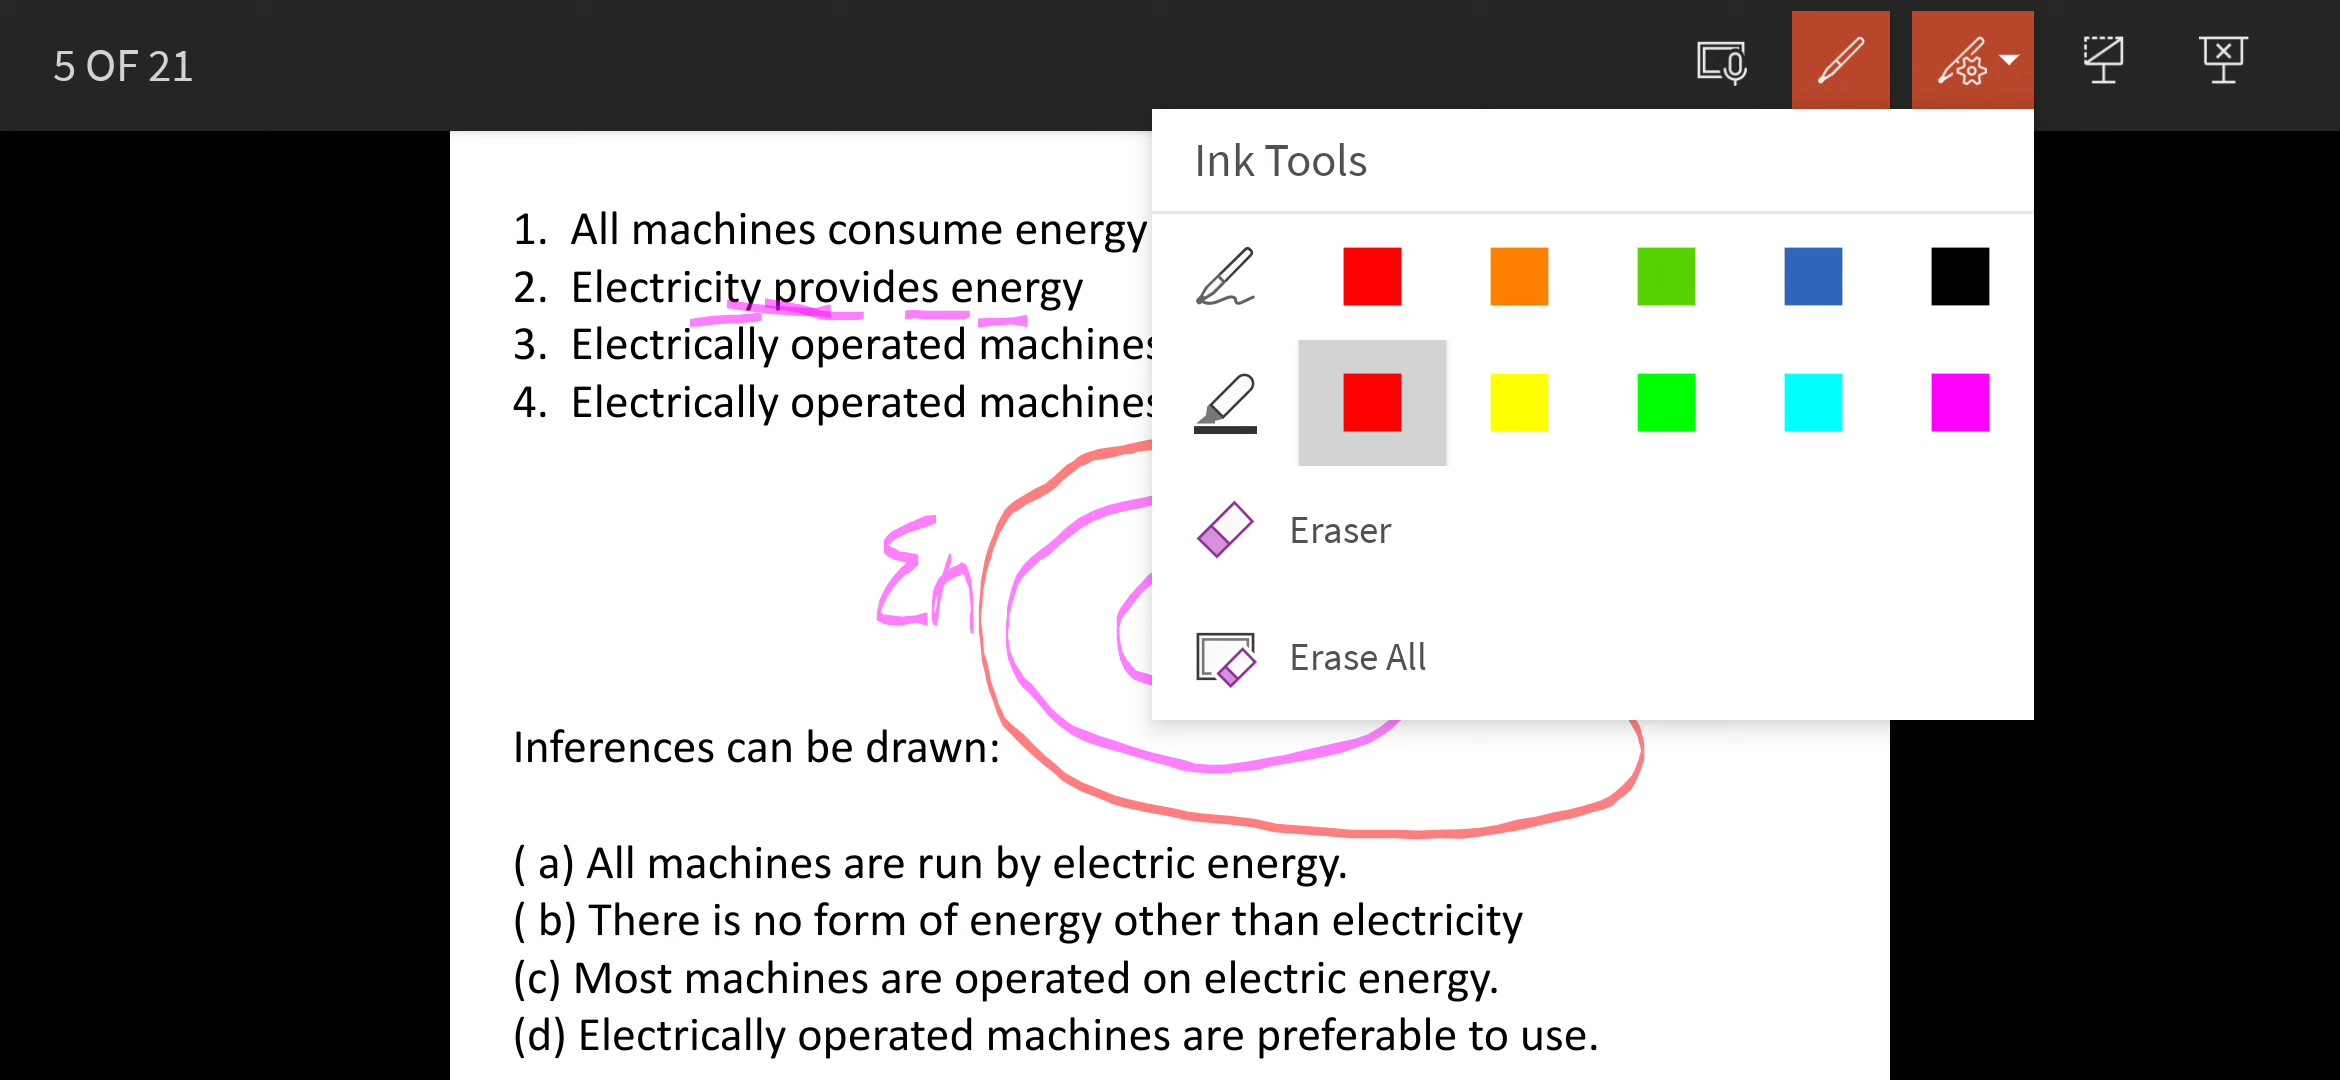 5 OF 21
Ink Tools
1. All machines consume energy
2. Electricity provides energy
3. Electrically operated machines
4. Electrically operated machines
En
Eraser
Erase All
Inferences can be drawn:
( a) All machines are run by electric energy.
( b) There is no form of energy other than electricity
(c) Most machines are operated on electric energy.
(d) Electrically operated machines are preferable to use.